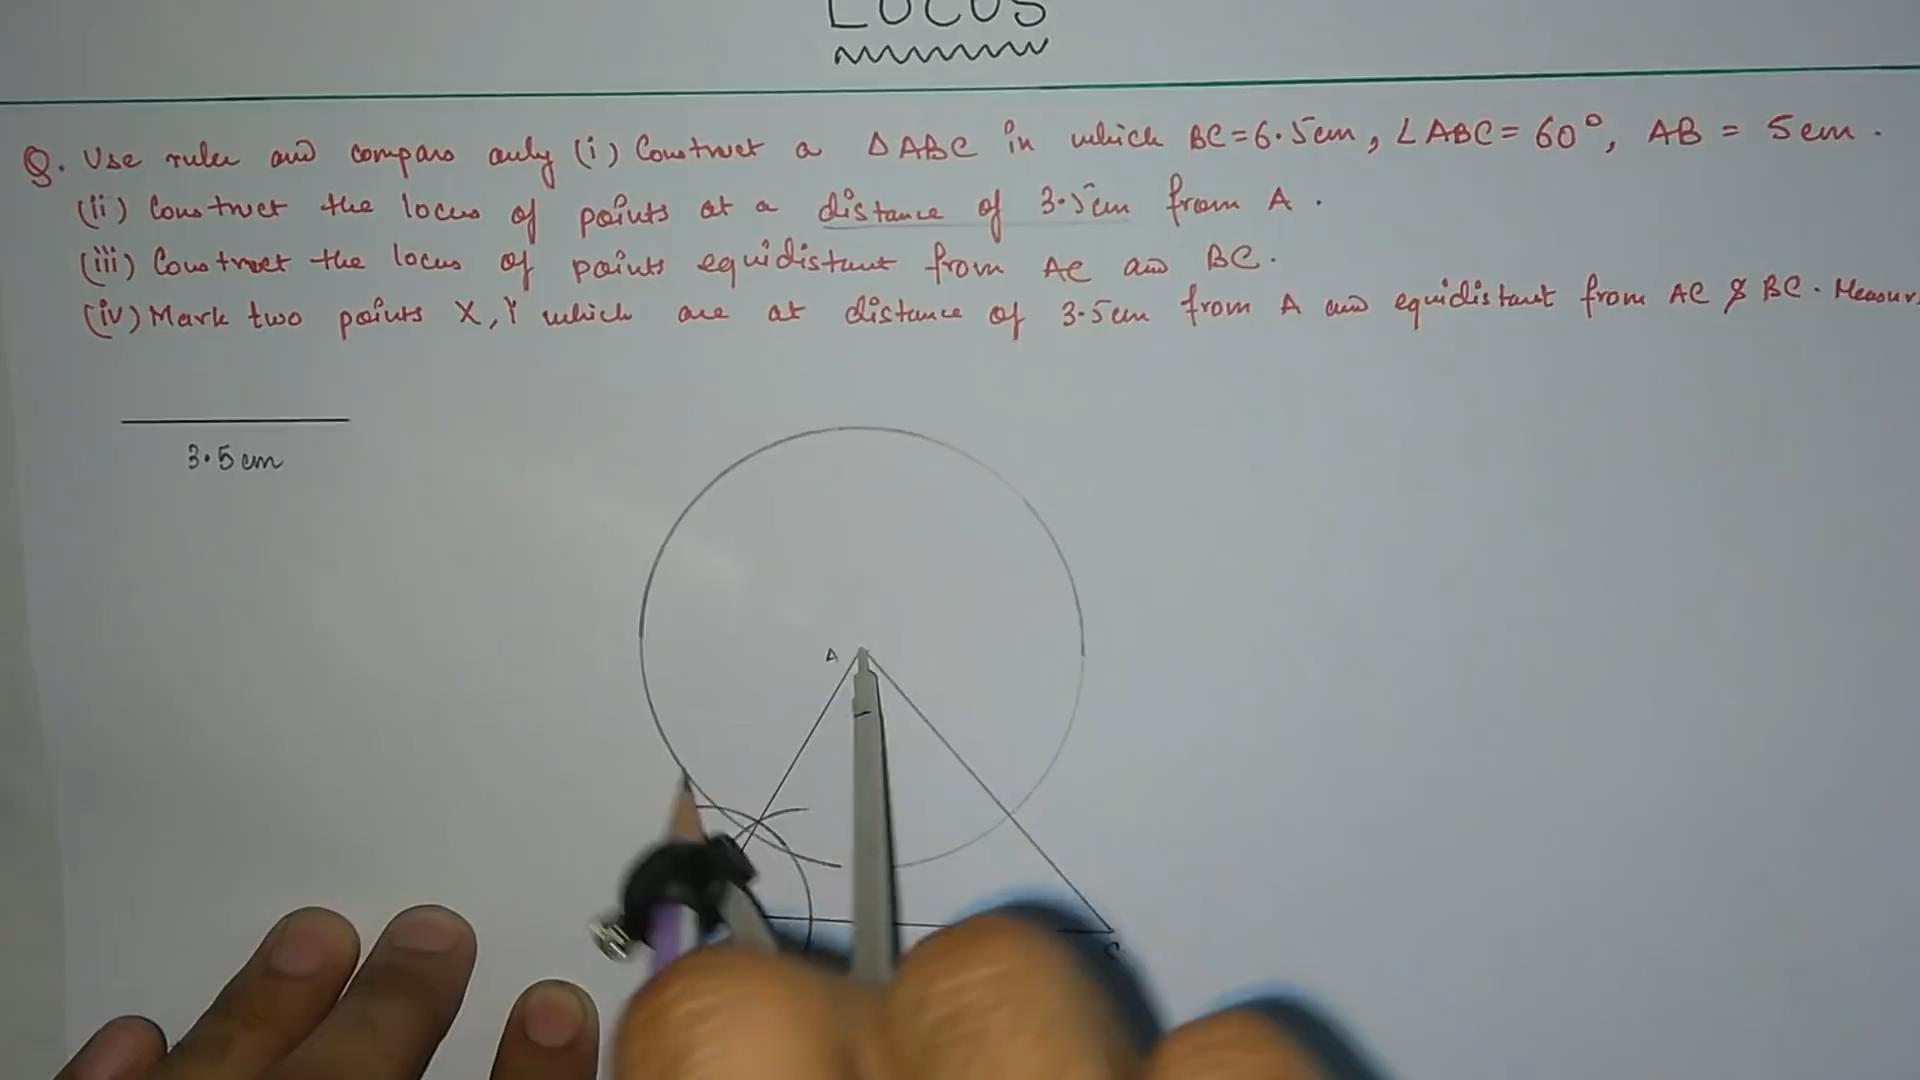 LOCUS
Q. Use ruler and compass only (i) Construct a ΔABC in which BC=6.5cm, ∠ABC= 60°, AB = 5cm.
(ii) Construct the locus of points at a distance of 3.5cm from A.
(iii) Construct the locus of points equidistant from AC and BC.
(iv) Mark two points X, Y which are at distance of 3.5cm from A and equidistant from AC & BC. Measur
3.5cm
A
C